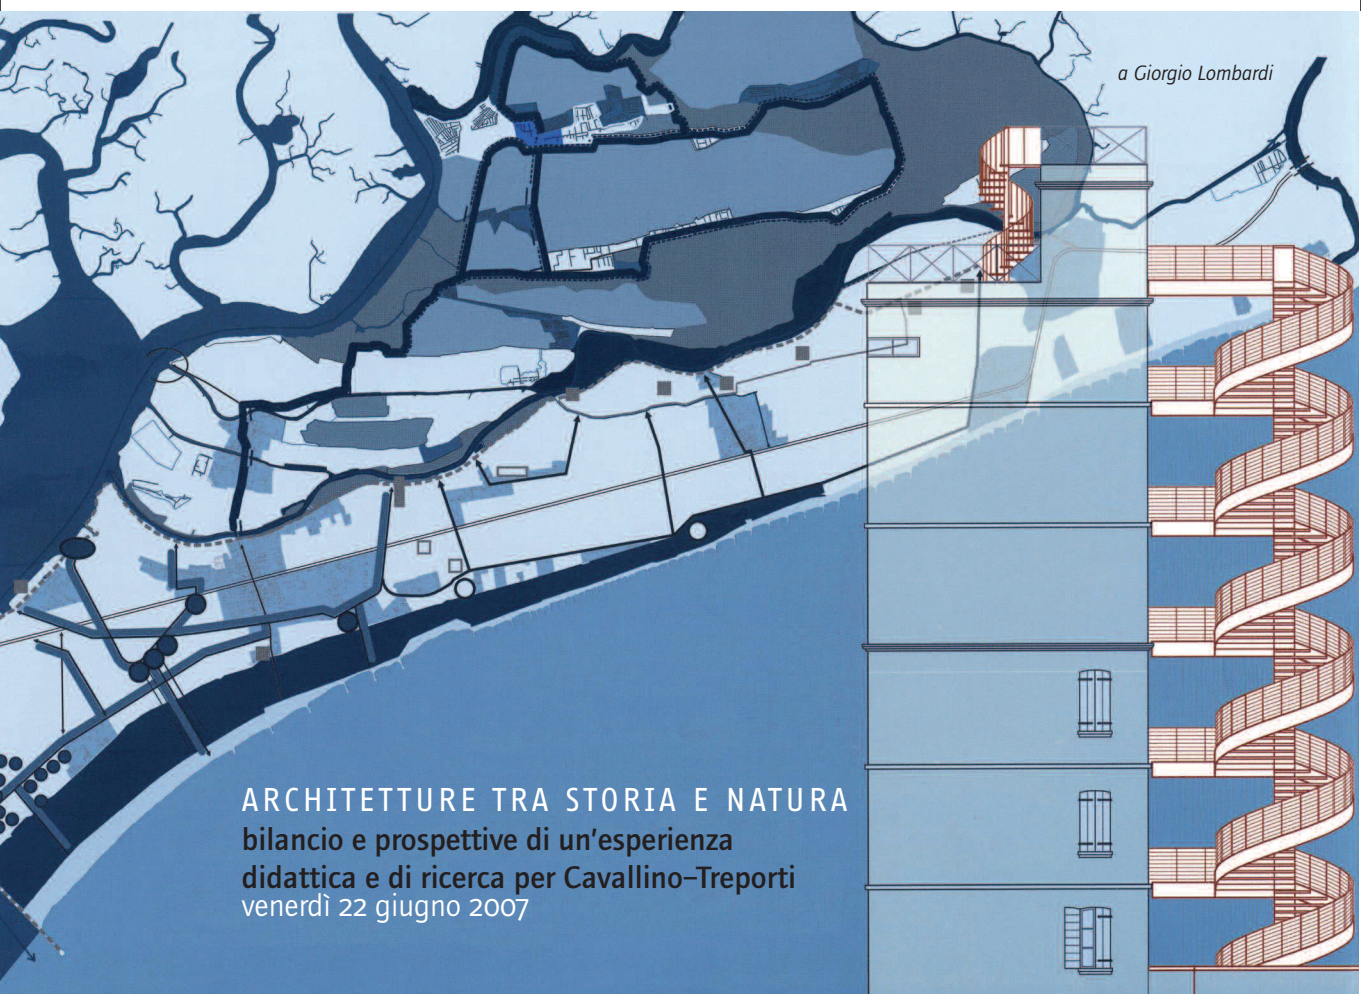 a Giorgio Lombardi
ARCHITETTURE TRA STORIA E NATURA
bilancio e prospettive di un'esperienza
didattica e di ricerca per Cavallino–Treporti
venerdì 22 giugno 2007